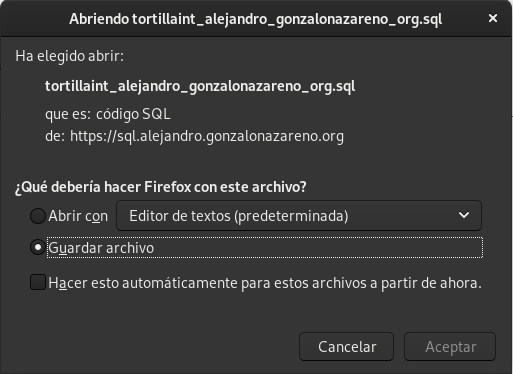 Abriendo tortillaint_alejandro_gonzalonazareno_org.sql
Ha elegido abrir:
tortillaint_alejandro_gonzalonazareno_org.sql
que es: código SQL
de: https://sql.alejandro.gonzalonazareno.org
¿Qué debería hacer Firefox con este archivo?
Abrir con Editor de textos (predeterminada)
Guardar archivo
Hacer esto automáticamente para estos archivos a partir de ahora.
Cancelar Aceptar